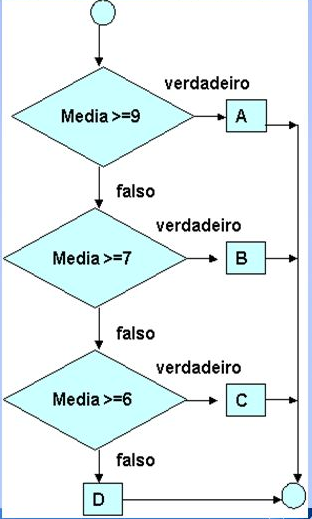 verdadeiro
Media >=9
A
falso
verdadeiro
Media >=7
B
falso
verdadeiro
Media >=6
C
falso
D